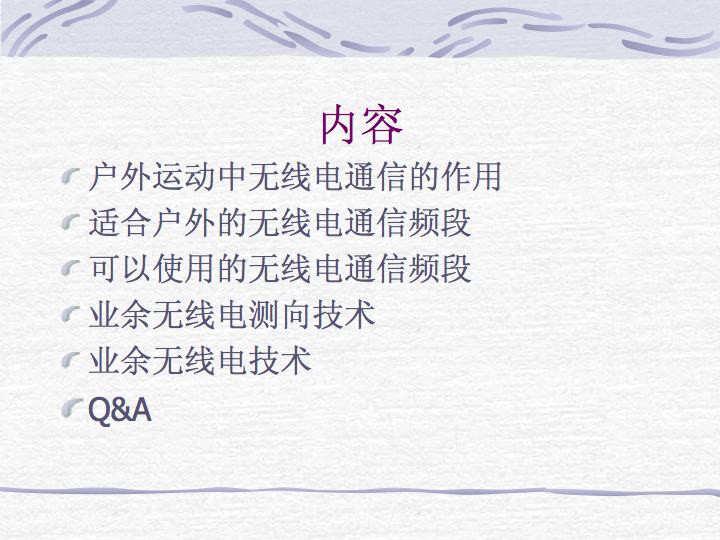 内容
户外运动中无线电通信的作用
适合户外的无线电通信频段
可以使用的无线电通信频段
业余无线电测向技术
业余无线电技术
Q&A